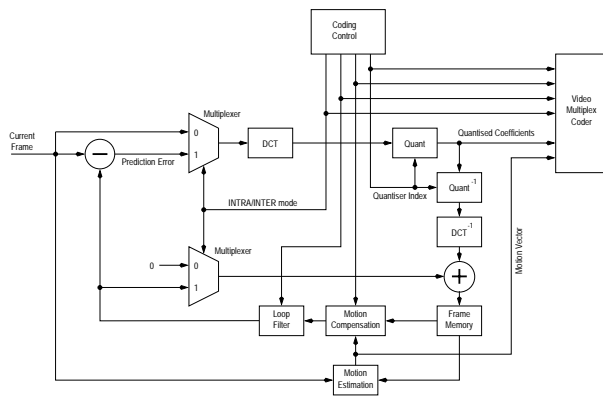 Coding
Control
Multiplexer
Video
Multiplex
Coder
Current
Frame
0
1
DCT
Quant
Quantised Coefficients
Prediction Error
Quant -1
INTRA/INTER mode
Quantiser Index
DCT -1
Multiplexer
Motion Vector
0
0
1
Loop
Filter
Motion
Compensation
Frame
Memory
Motion
Estimation